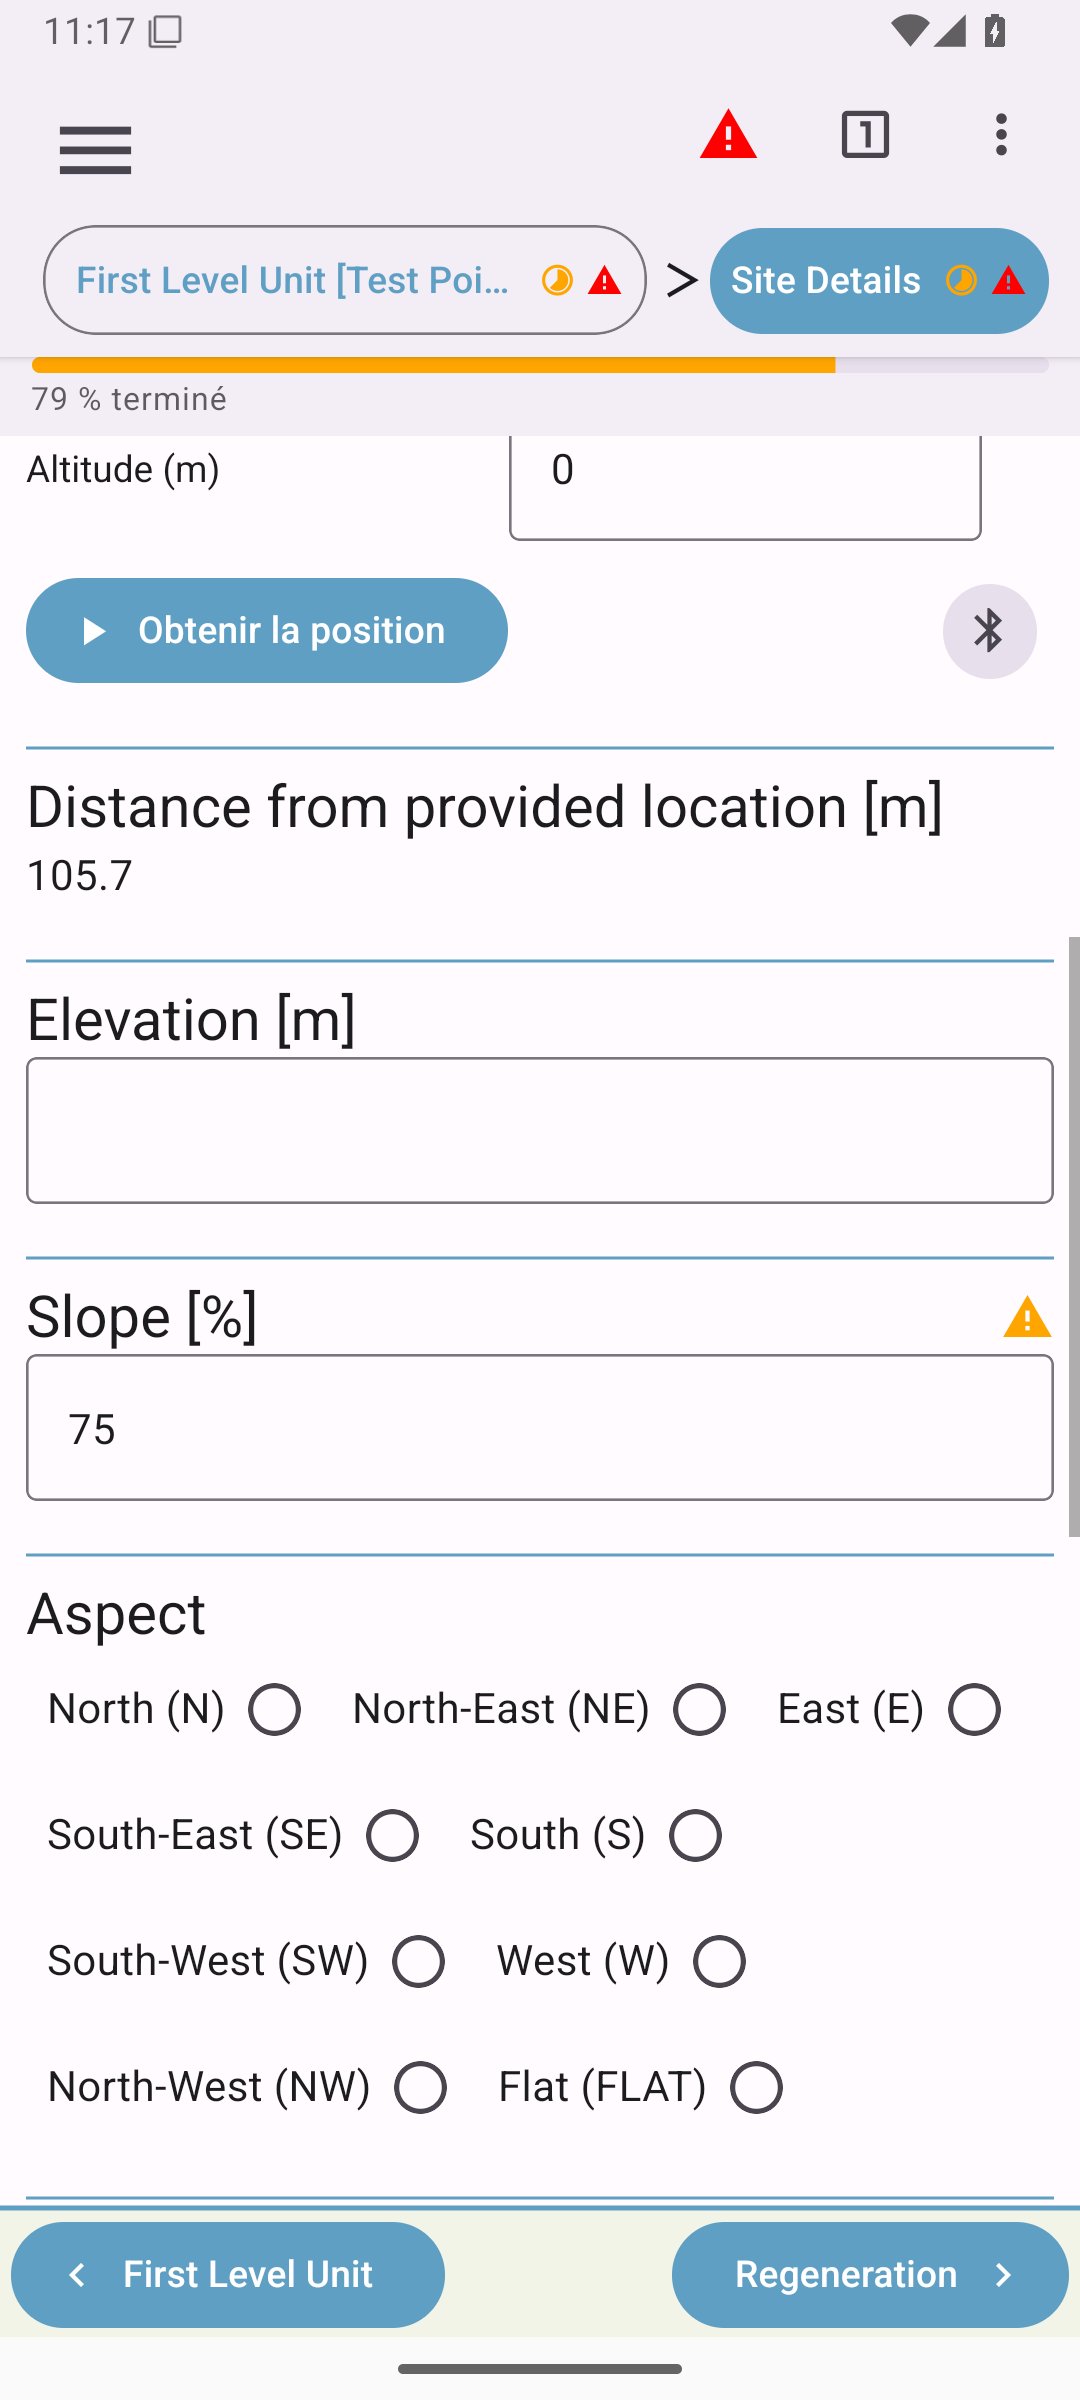 11:17
1
First Level Unit [Test Poi...
>
Site Details
79 % terminé
Altitude (m)
0
Obtenir la position
Distance from provided location [m]
105.7
Elevation [m]
Slope [%]
75
Aspect
North (N)
North-East (NE)
East (E)
South-East (SE)
South (S)
South-West (SW)
West (W)
North-West (NW)
Flat (FLAT)
First Level Unit
Regeneration